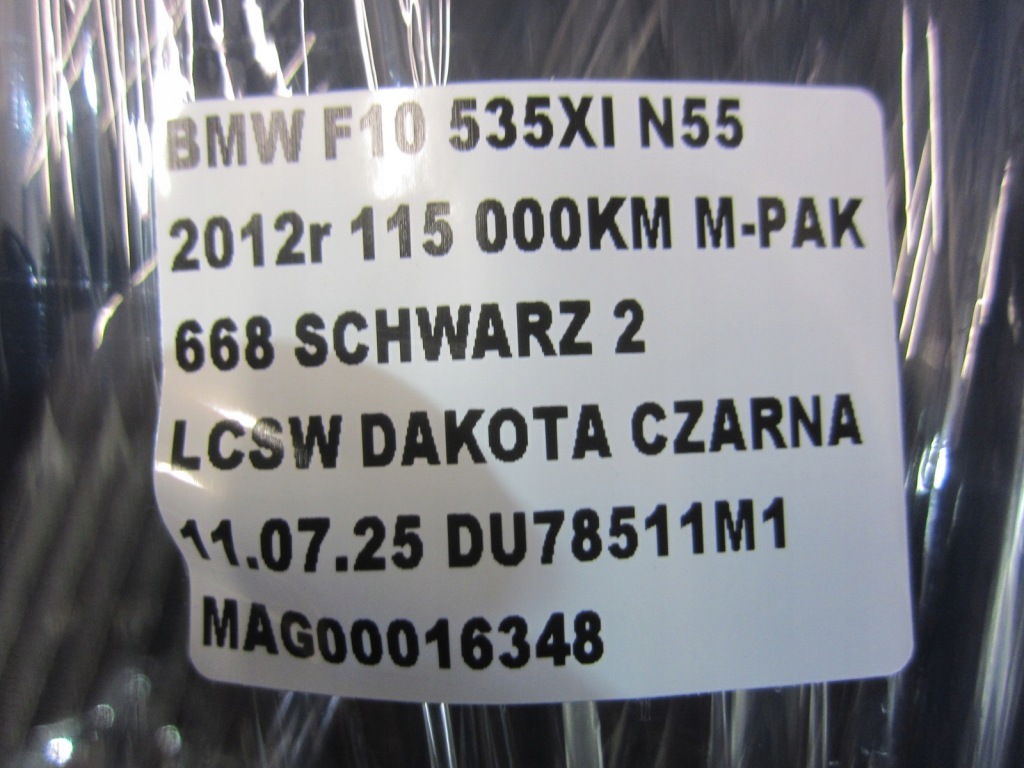 BMW F10 535XI N55
2012r 115 000KM M-PAK
668 SCHWARZ 2
LCSW DAKOTA CZARNA
11.07.25 DU78511M1
MAG00016348